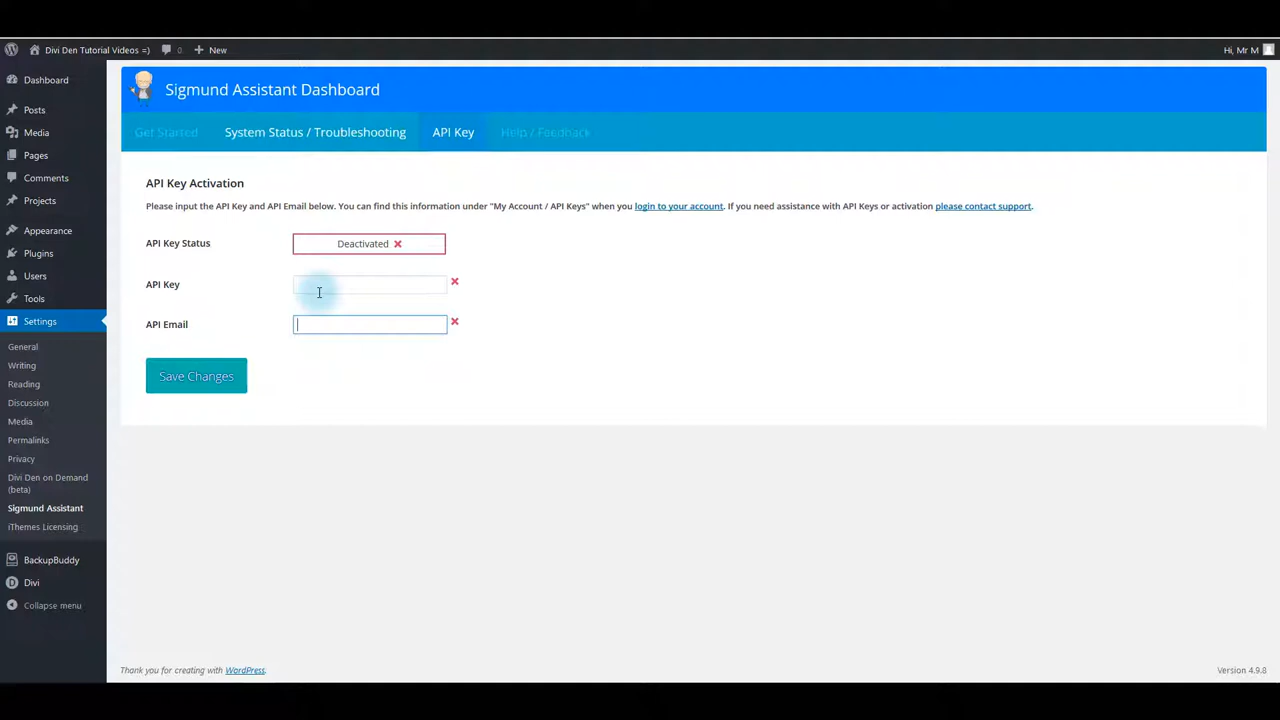 Divi Den Tutorial Videos =)
0
New
Hi, Mr M
Dashboard
Posts
Media
Pages
Comments
Projects
Appearance
Plugins
Users
Tools
Settings
General
Writing
Reading
Discussion
Media
Permalinks
Privacy
Divi Den on Demand
(beta)
Sigmund Assistant
iThemes Licensing
BackupBuddy
Divi
Collapse menu
Sigmund Assistant Dashboard
Get Started System Status / Troubleshooting API Key Help / Feedback
API Key Activation
Please input the API Key and API Email below. You can find this information under "My Account / API Keys" when you login to your account. If you need assistance with API Keys or activation please contact support.
API Key Status Deactivated
API Key
API Email
Save Changes
Thank you for creating with WordPress.
Version 4.9.8